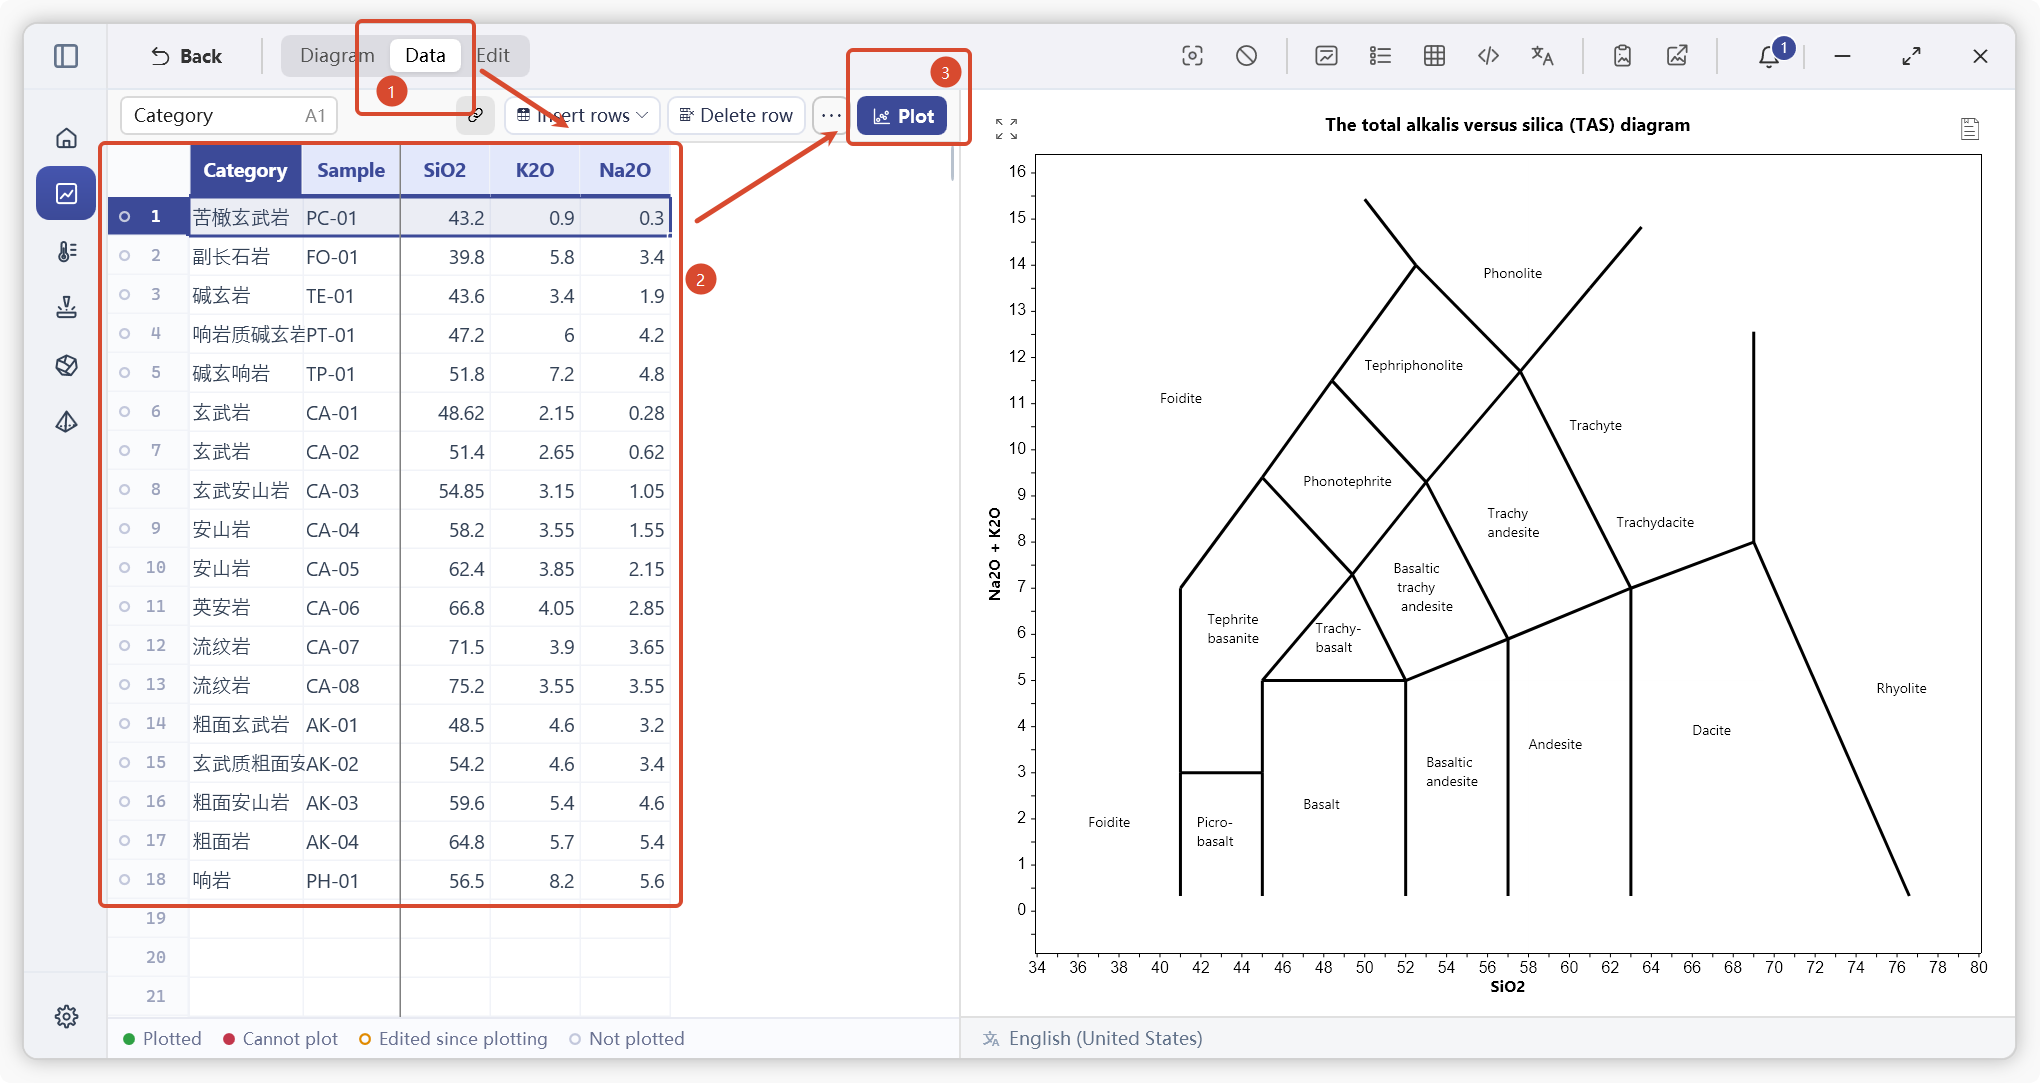 Back
Diagram Data Edit
1
3
1
Category A1
Insert rows
Delete row
...
Plot
Category Sample SiO2 K2O Na2O
1 苦橄玄武岩 PC-01 43.2 0.9 0.3
2 副长石岩 FO-01 39.8 5.8 3.4
3 碱玄岩 TE-01 43.6 3.4 1.9
4 响岩质碱玄岩 PT-01 47.2 6 4.2
5 碱玄响岩 TP-01 51.8 7.2 4.8
6 玄武岩 CA-01 48.62 2.15 0.28
7 玄武岩 CA-02 51.4 2.65 0.62
8 玄武安山岩 CA-03 54.85 3.15 1.05
9 安山岩 CA-04 58.2 3.55 1.55
10 安山岩 CA-05 62.4 3.85 2.15
11 英安岩 CA-06 66.8 4.05 2.85
12 流纹岩 CA-07 71.5 3.9 3.65
13 流纹岩 CA-08 75.2 3.55 3.55
14 粗面玄武岩 AK-01 48.5 4.6 3.2
15 玄武质粗面安 AK-02 54.2 4.6 3.4
16 粗面安山岩 AK-03 59.6 5.4 4.6
17 粗面岩 AK-04 64.8 5.7 5.4
18 响岩 PH-01 56.5 8.2 5.6
19
20
21
2
Plotted
Cannot plot
Edited since plotting
Not plotted
The total alkalis versus silica (TAS) diagram
16
15
14
13
12
11
10
9
8
7
6
5
4
3
2
1
0
Na2O + K2O
Phonolite
Tephriphonolite
Foidite
Trachyte
Phonotephrite
Trachy
andesite
Trachydacite
Basaltic
trachy
andesite
Tephrite
basanite
Trachy-
basalt
Rhyolite
Dacite
Andesite
Basaltic
andesite
Basalt
Foidite
Picro-
basalt
34 36 38 40 42 44 46 48 50 52 54 56 58 60 62 64 66 68 70 72 74 76 78 80
SiO2
English (United States)